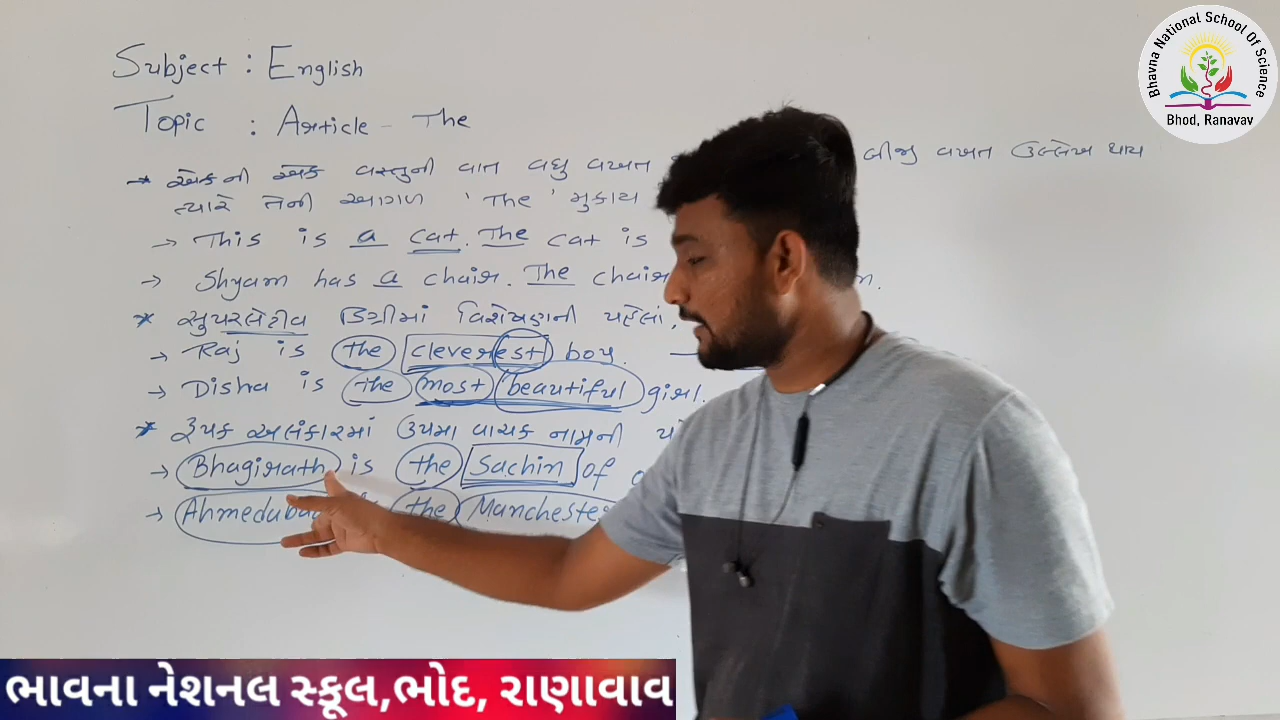 Subject : English
Topic : Article - The
→ એકની એક વસ્તુની વાત વધુ વખત બીજી વખત ઉલ્લેખ થાય
ત્યારે તેની આગળ 'The' મુકાય
→ This is a cat. The cat is
→ Shyam has a chair. The chair
* સુપરલેટીવ ડિગ્રીમાં વિશેષણની પહેલાં.
→ Raj is the cleverest boy.
→ Disha is the most beautiful girl.
* રૂપક અલંકારમાં ઉપમા વાચક નામની
→ Bhagirath is the Sachin of
→ the Manchester
ભાવના નેશનલ સ્કૂલ,ભોદ, રાણાવાવ
Bhavna National School Of Science
Bhod, Ranavav